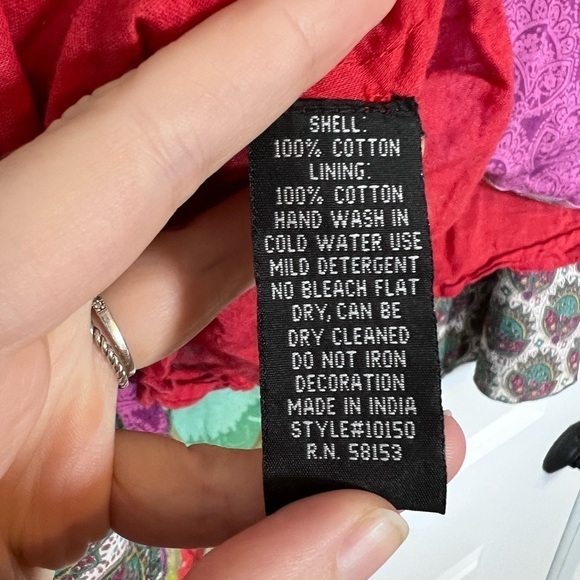 SHELL:
100% COTTON
LINING:
100% COTTON
HAND WASH IN
COLD WATER USE
MILD DETERGENT
NO BLEACH FLAT
DRY, CAN BE
DRY CLEANED
DO NOT IRON
DECORATION
MADE IN INDIA
STYLE#10150
R.N. 58153